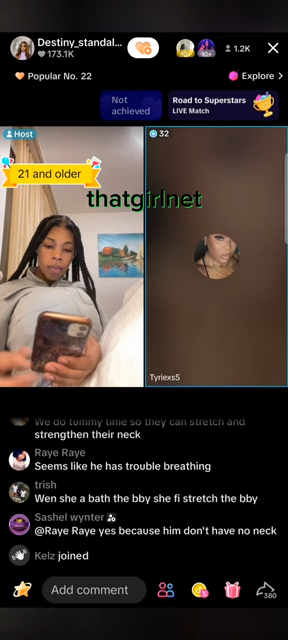 Destiny_standal...
173.1K
1.2K
Popular No. 22
Explore >
Not
achieved
Road to Superstars
LIVE Match
Host
32
21 and older
thatgirlnet
Tyriexs5
We do tummy time so they can stretch and
strengthen their neck
Raye Raye
Seems like he has trouble breathing
trish
Wen she a bath the bby she fi stretch the bby
Sashel wynter
@Raye Raye yes because him don't have no neck
Kelz joined
Add comment
380